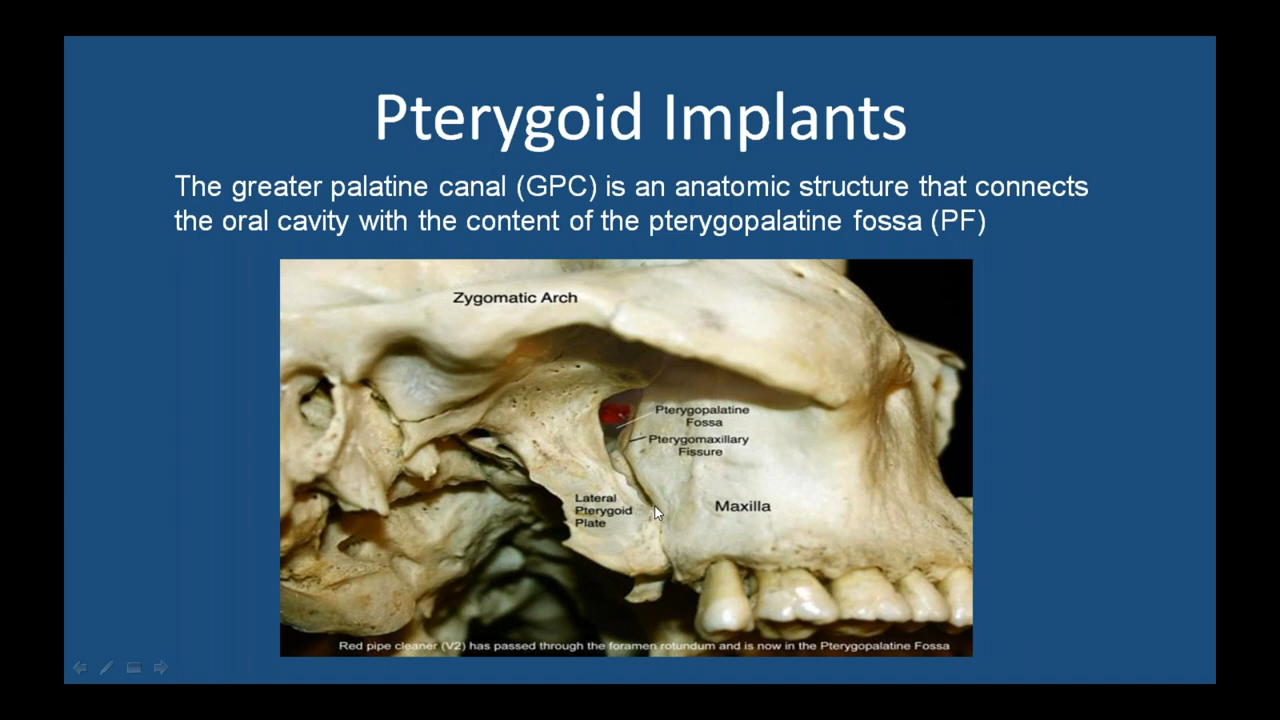 Pterygoid Implants
The greater palatine canal (GPC) is an anatomic structure that connects
the oral cavity with the content of the pterygopalatine fossa (PF)
Zygomatic Arch
Pterygopalatine
Fossa
Pterygomaxillary
Fissure
Lateral
Pterygoid
Plate
Maxilla
Red pipe cleaner (V2) has passed through the foramen rotundum and is now in the Pterygopalatine Fossa